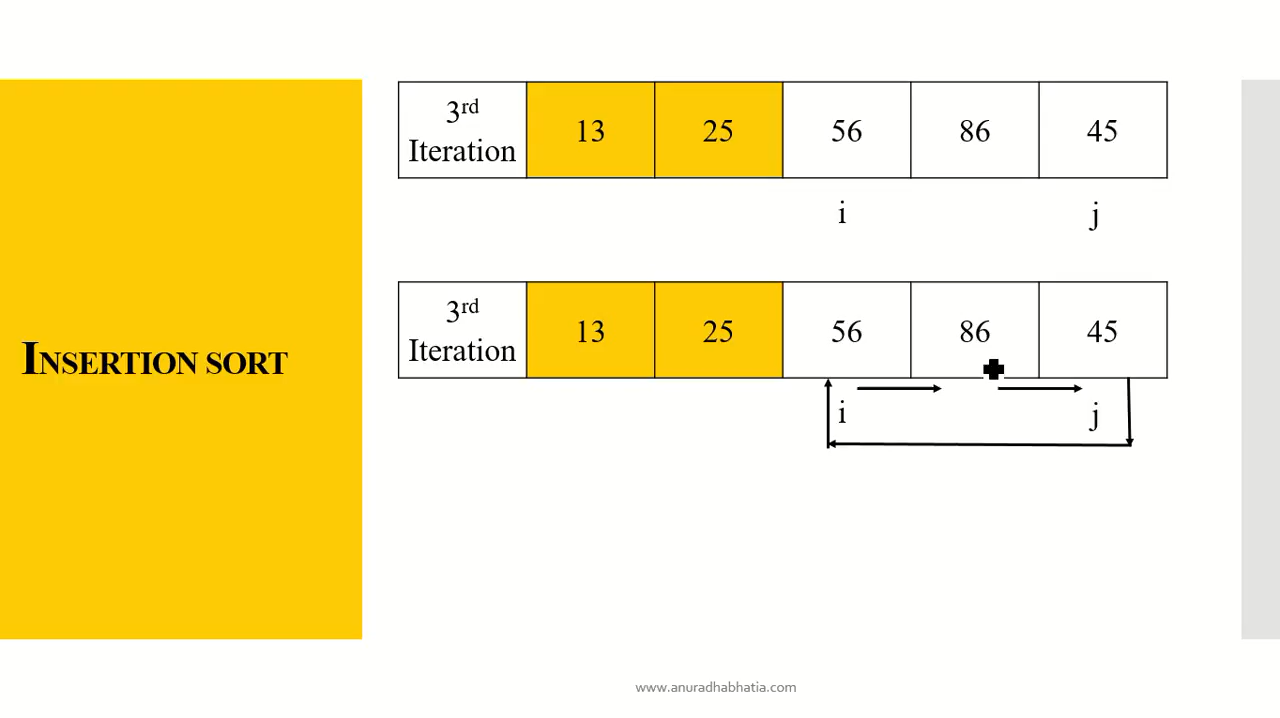 3rd
Iteration 13 25 56 86 45
i j
3rd
Iteration 13 25 56 86 45
i j
INSERTION SORT
www.anuradhabhatia.com